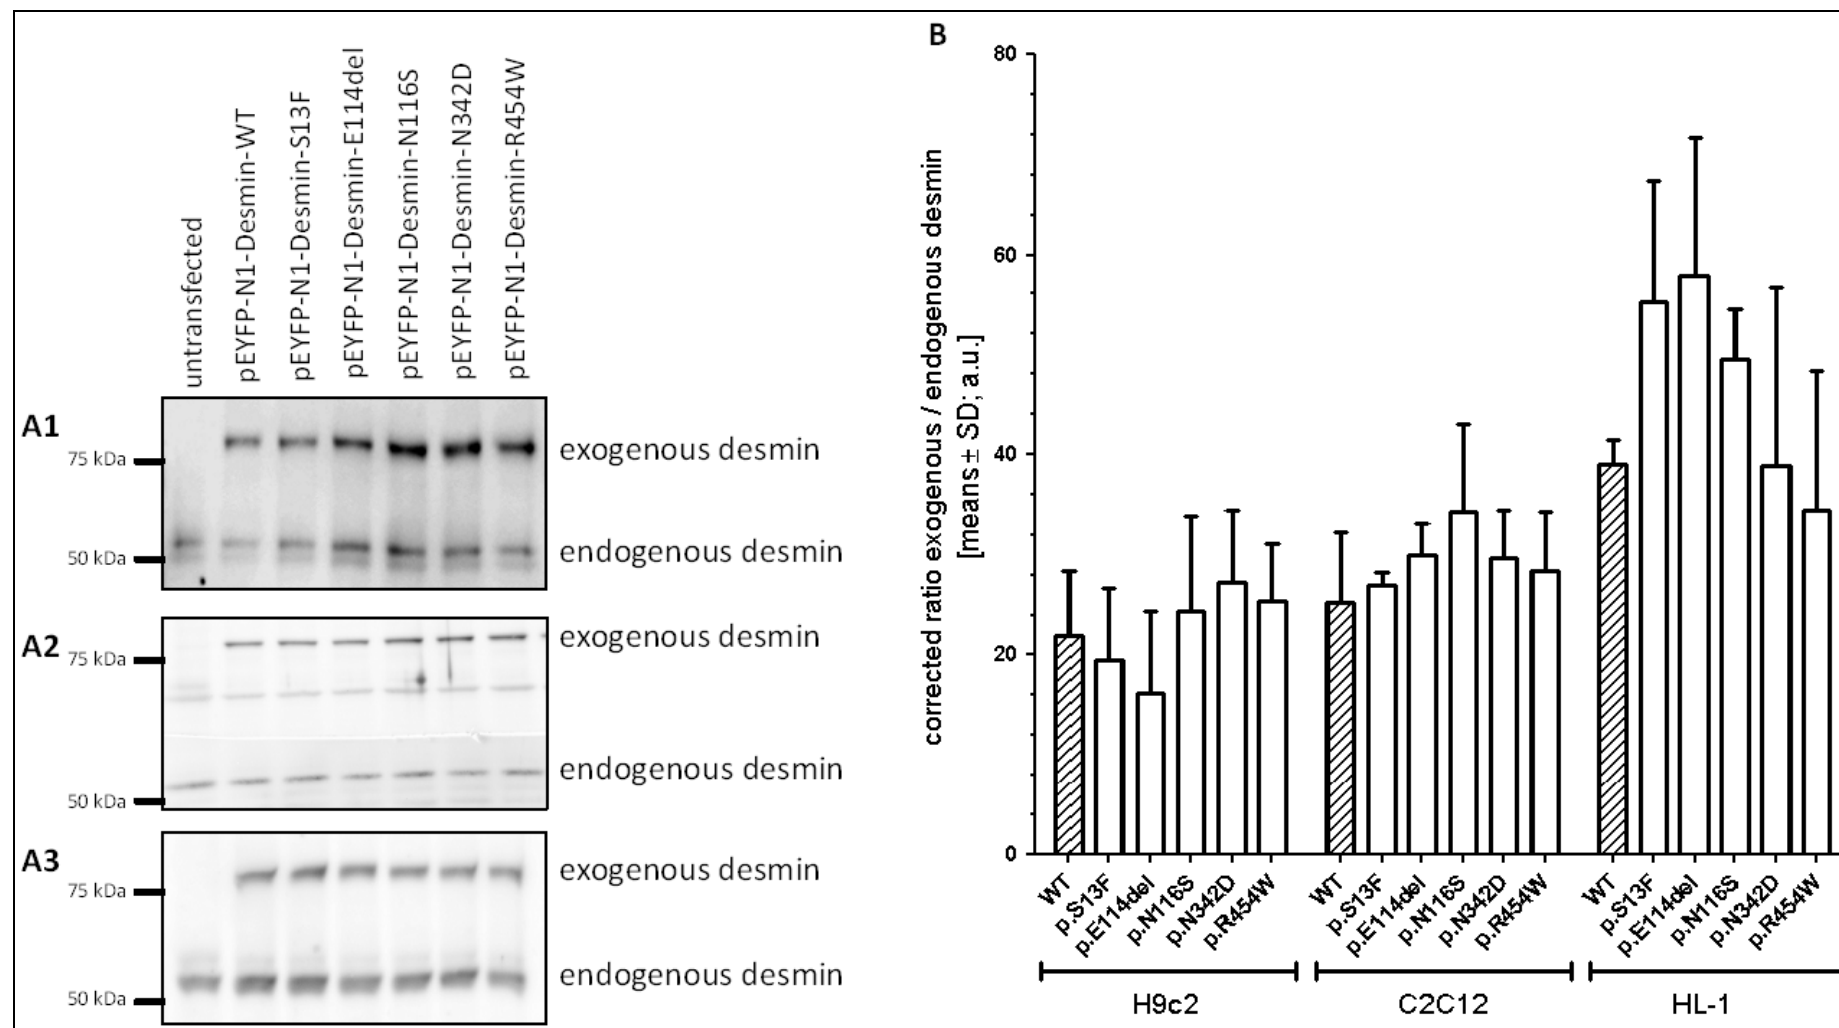 untransfected
pEYFP-N1-Desmin-WT
pEYFP-N1-Desmin-S13F
pEYFP-N1-Desmin-E114del
pEYFP-N1-Desmin-N116S
pEYFP-N1-Desmin-N342D
pEYFP-N1-Desmin-R454W
A1
75 kDa
50 kDa
exogenous desmin
endogenous desmin
A2
75 kDa
50 kDa
exogenous desmin
endogenous desmin
A3
75 kDa
50 kDa
exogenous desmin
endogenous desmin
B
corrected ratio exogenous / endogenous desmin
[means ± SD; a.u.]
80
60
40
20
0
WT
p.S13F
p.E114del
p.N116S
p.N342D
p.R454W
WT
p.S13F
p.E114del
p.N116S
p.N342D
p.R454W
WT
p.S13F
p.E114del
p.N116S
p.N342D
p.R454W
H9c2
C2C12
HL-1